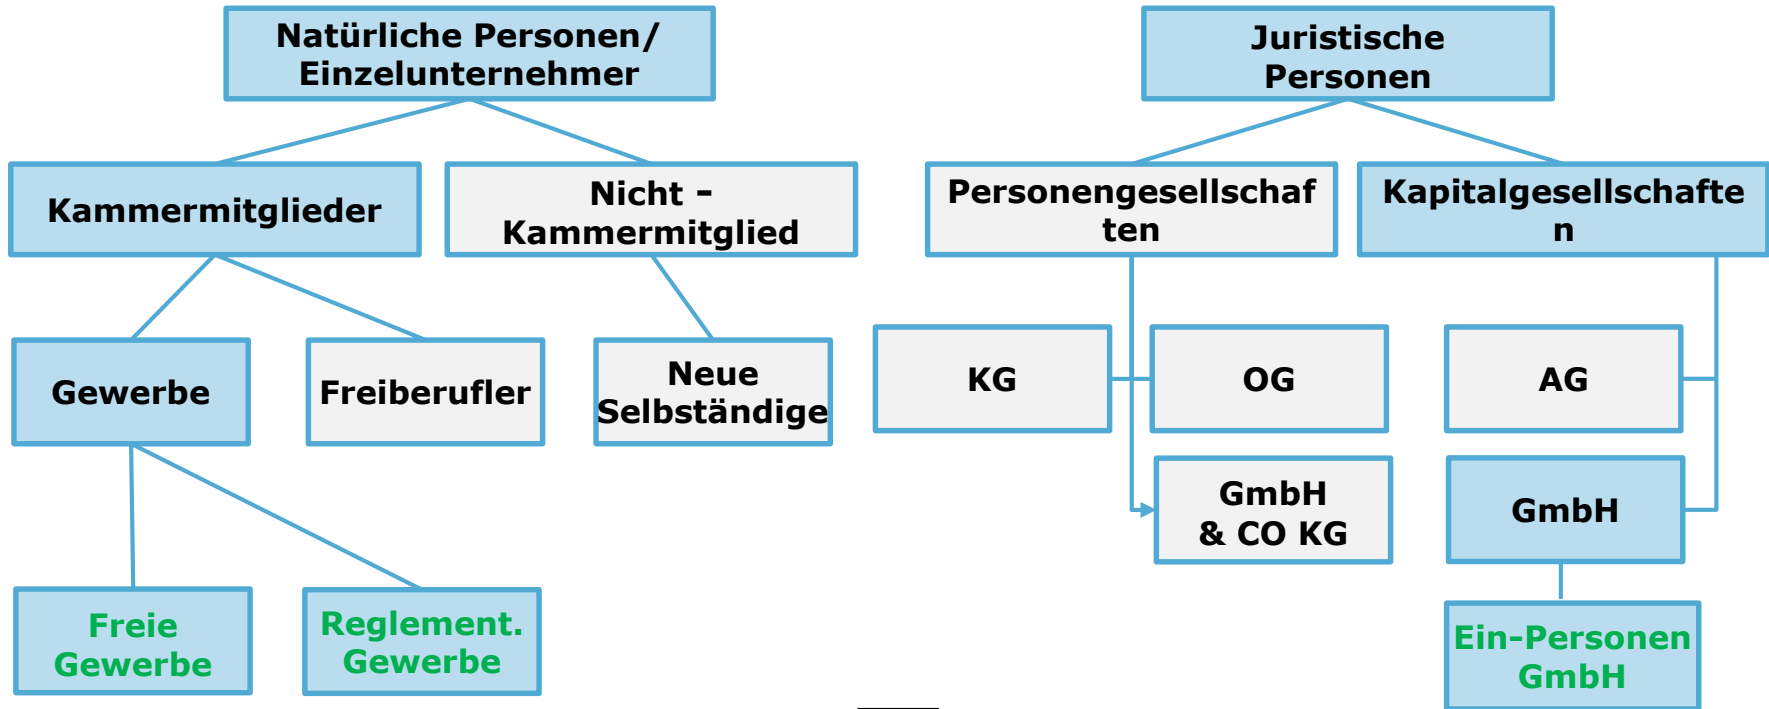 Natürliche Personen/
Einzelunternehmer
Juristische
Personen
Kammermitglieder
Nicht -
Kammermitglied
Personengesellschaf
ten
Kapitalgesellschafte
n
Gewerbe
Freiberufler
Neue
Selbständige
KG
OG
AG
GmbH
& CO KG
GmbH
Freie
Gewerbe
Reglement.
Gewerbe
Ein-Personen
GmbH